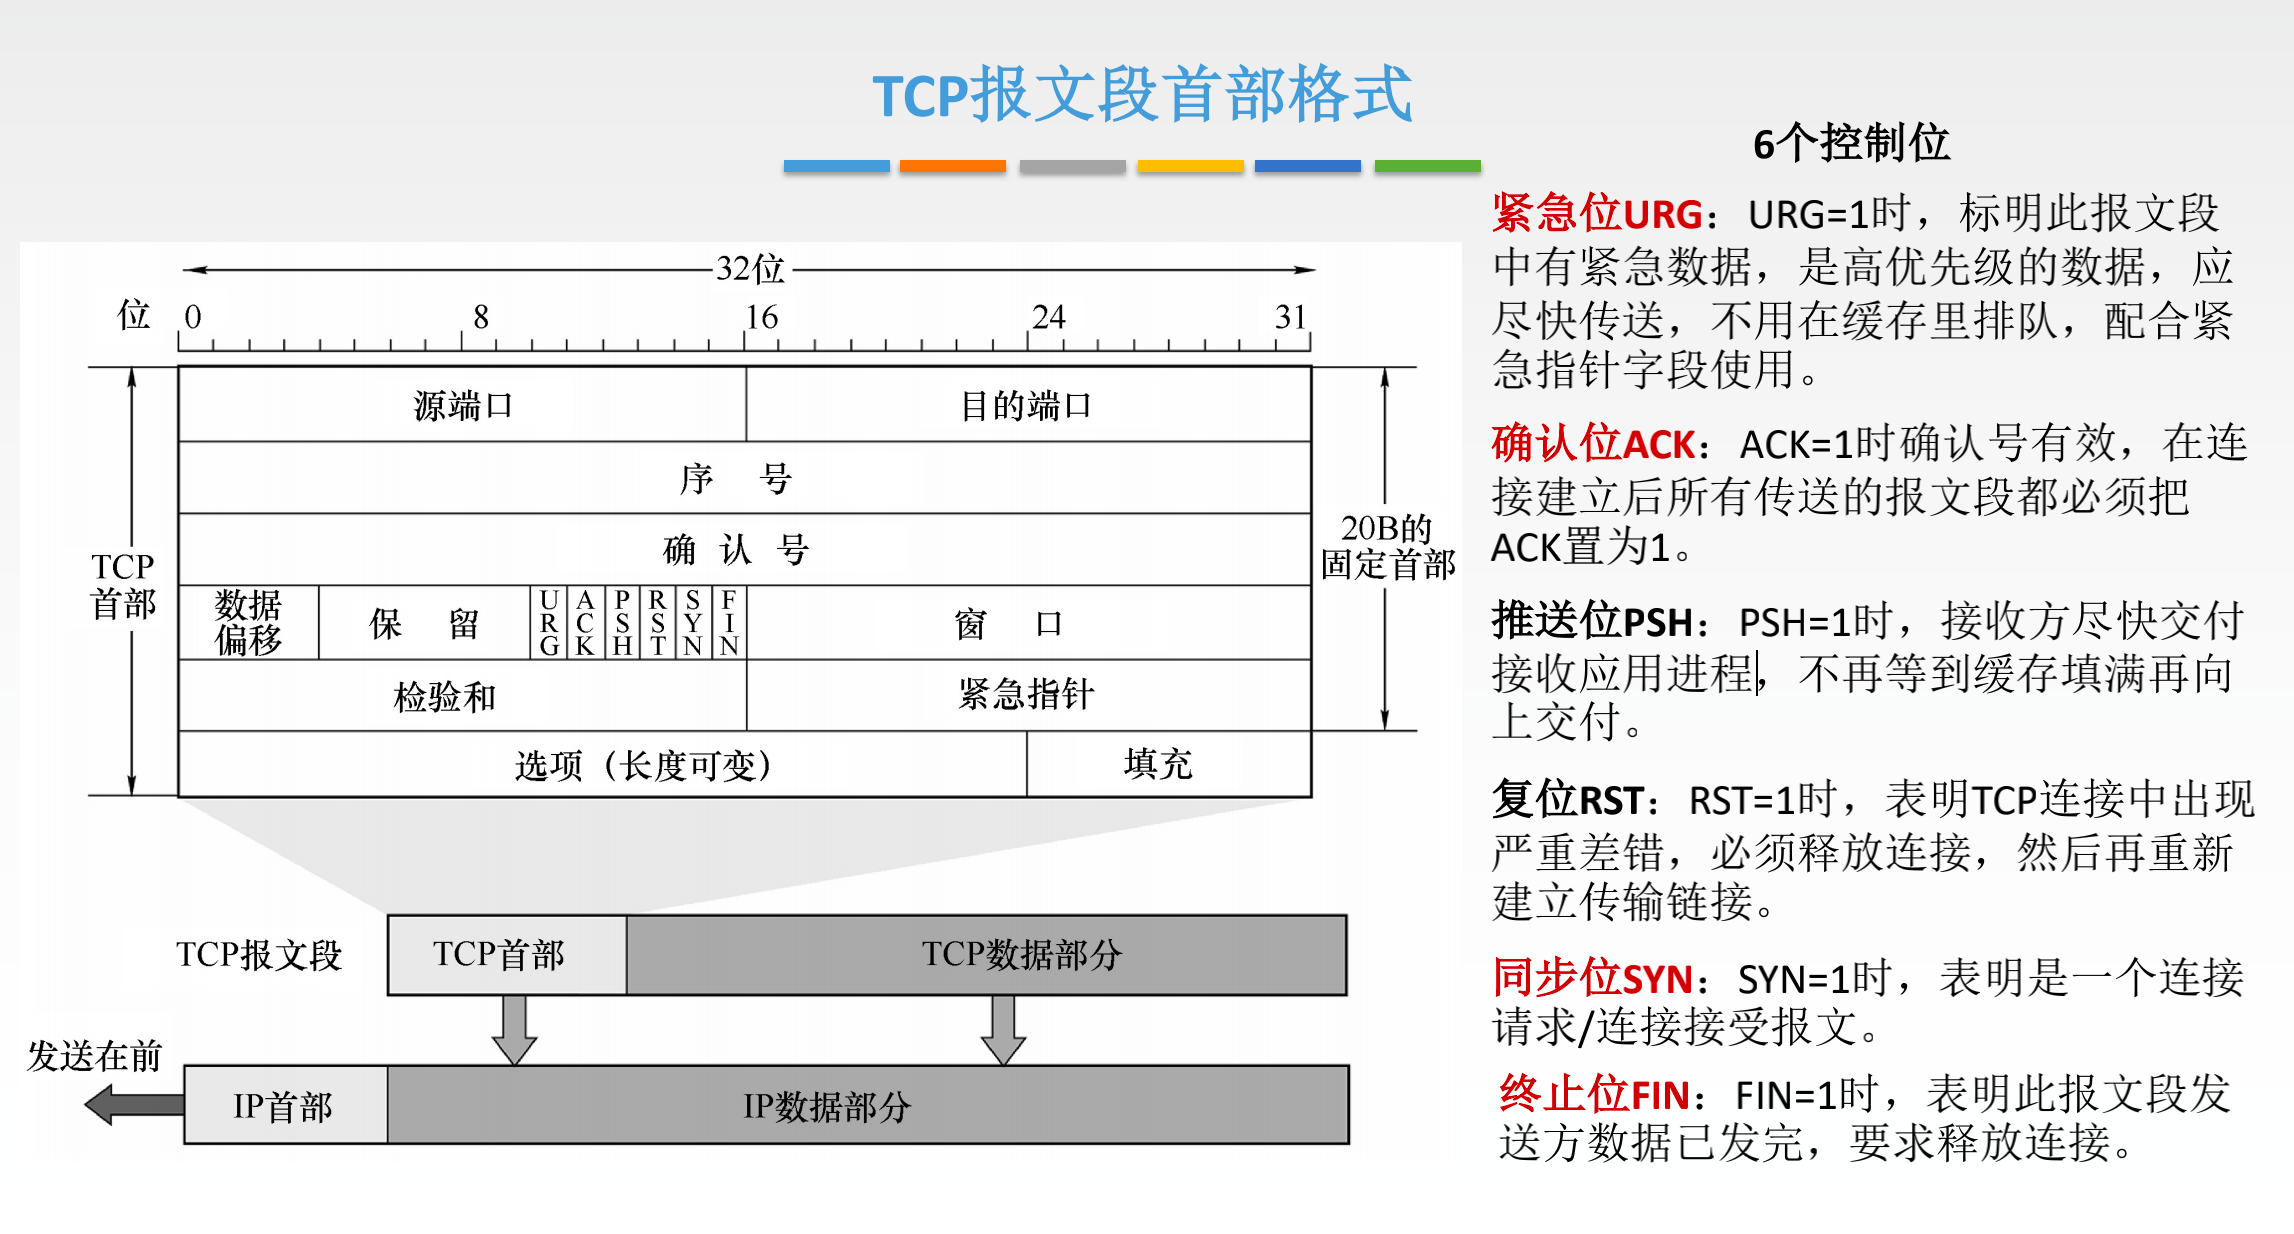 TCP报文段首部格式
6个控制位
紧急位URG：URG=1时，标明此报文段
中有紧急数据，是高优先级的数据，应
尽快传送，不用在缓存里排队，配合紧
急指针字段使用。
确认位ACK：ACK=1时确认号有效，在连
接建立后所有传送的报文段都必须把
ACK置为1。
推送位PSH：PSH=1时，接收方尽快交付
接收应用进程，不再等到缓存填满再向
上交付。
复位RST：RST=1时，表明TCP连接中出现
严重差错，必须释放连接，然后再重新
建立传输链接。
同步位SYN：SYN=1时，表明是一个连接
请求/连接接受报文。
终止位FIN：FIN=1时，表明此报文段发
送方数据已发完，要求释放连接。
32位
位 0 8 16 24 31
源端口 目的端口
序 号
确 认 号
数据偏移 保 留 URG ACK PSH RST SYN FIN 窗 口
检验和 紧急指针
选项（长度可变） 填充
TCP
首部
20B的
固定首部
TCP报文段 TCP首部 TCP数据部分
发送在前
IP首部 IP数据部分